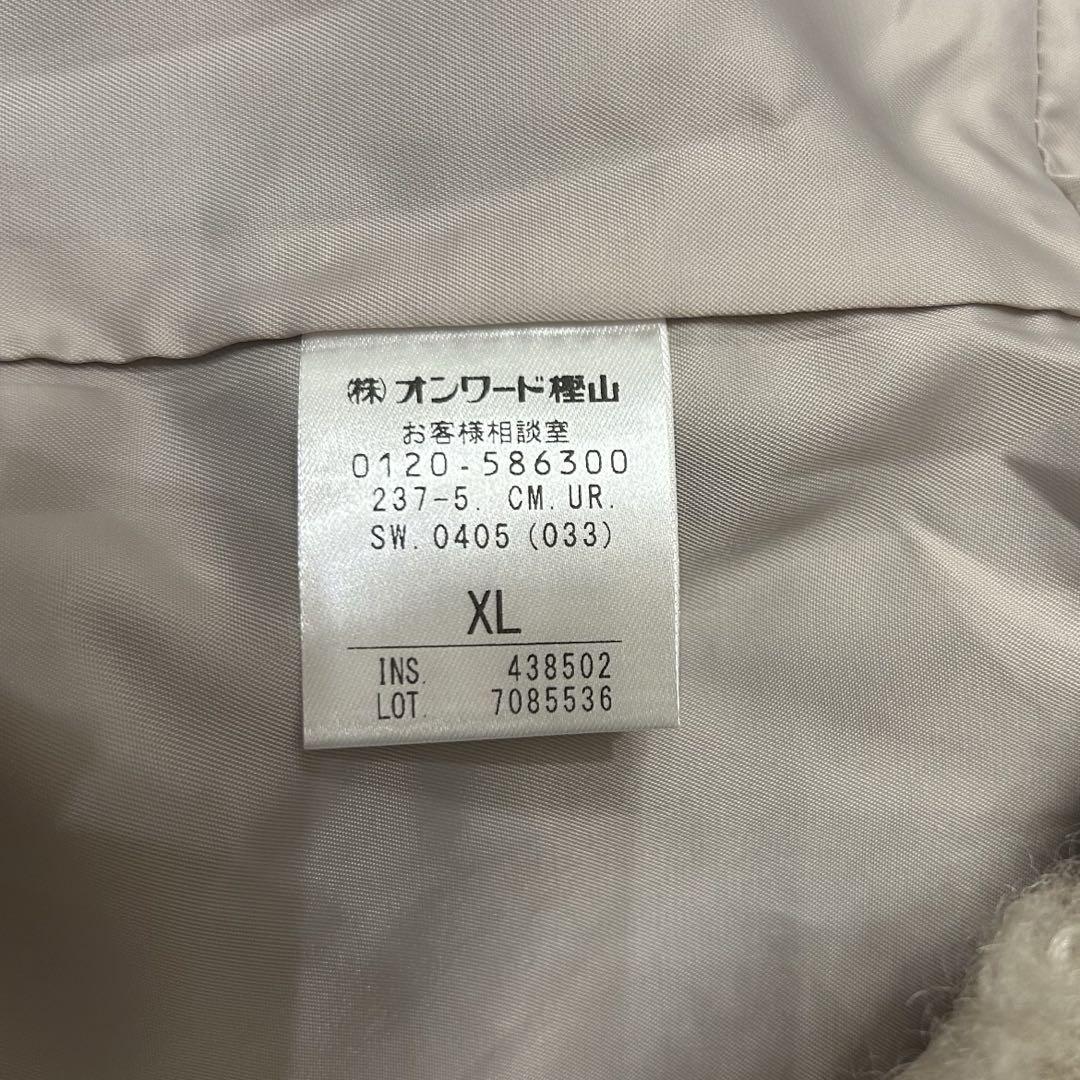 (株)オンワード樫山
お客様相談室
0120-586300
237-5. CM. UR.
SW. 0405 (033)
XL
INS. 438502
LOT. 7085536